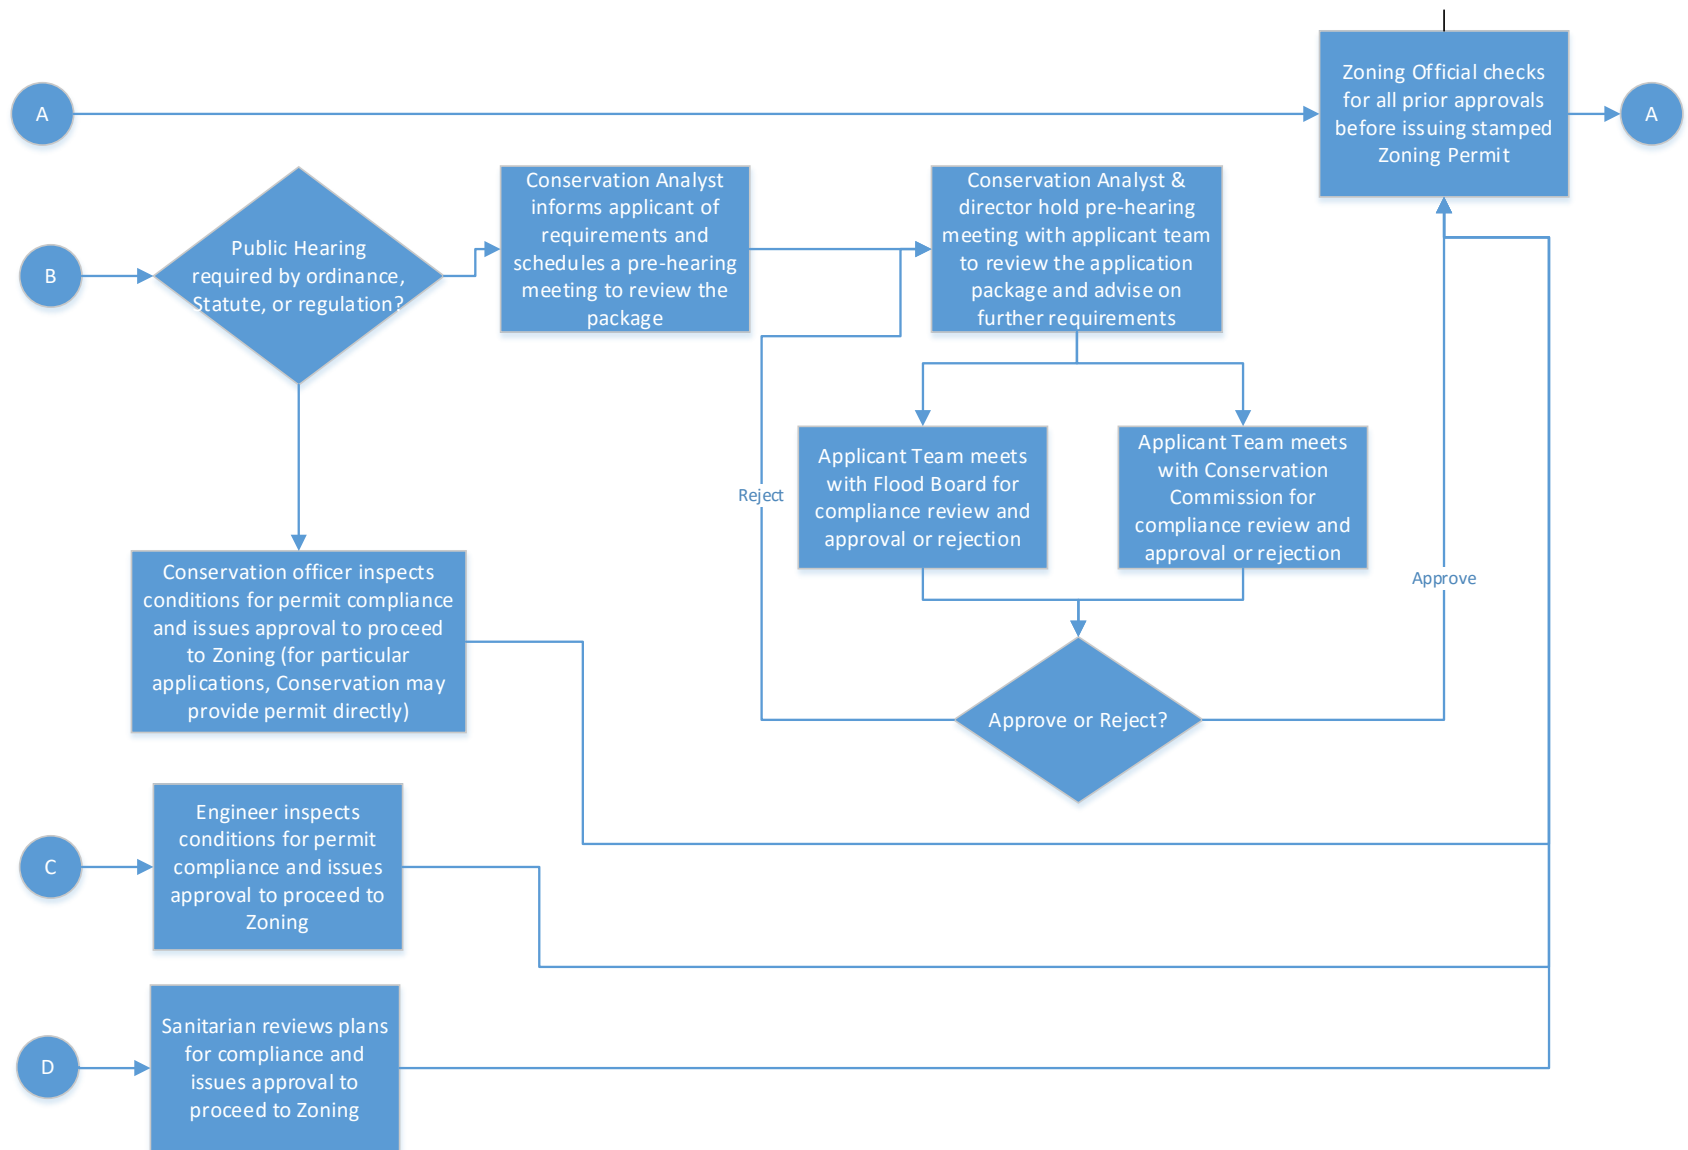 A
Zoning Official checks
for all prior approvals
before issuing stamped
Zoning Permit
A
B
Public Hearing
required by ordinance,
Statute, or regulation?
Conservation Analyst
informs applicant of
requirements and
schedules a pre-hearing
meeting to review the
package
Conservation Analyst &
director hold pre-hearing
meeting with applicant team
to review the application
package and advise on
further requirements
Reject
Applicant Team meets
with Flood Board for
compliance review and
approval or rejection
Applicant Team meets
with Conservation
Commission for
compliance review and
approval or rejection
Approve
Conservation officer inspects
conditions for permit compliance
and issues approval to proceed
to Zoning (for particular
applications, Conservation may
provide permit directly)
Approve or Reject?
C
Engineer inspects
conditions for permit
compliance and issues
approval to proceed to
Zoning
D
Sanitarian reviews plans
for compliance and
issues approval to
proceed to Zoning